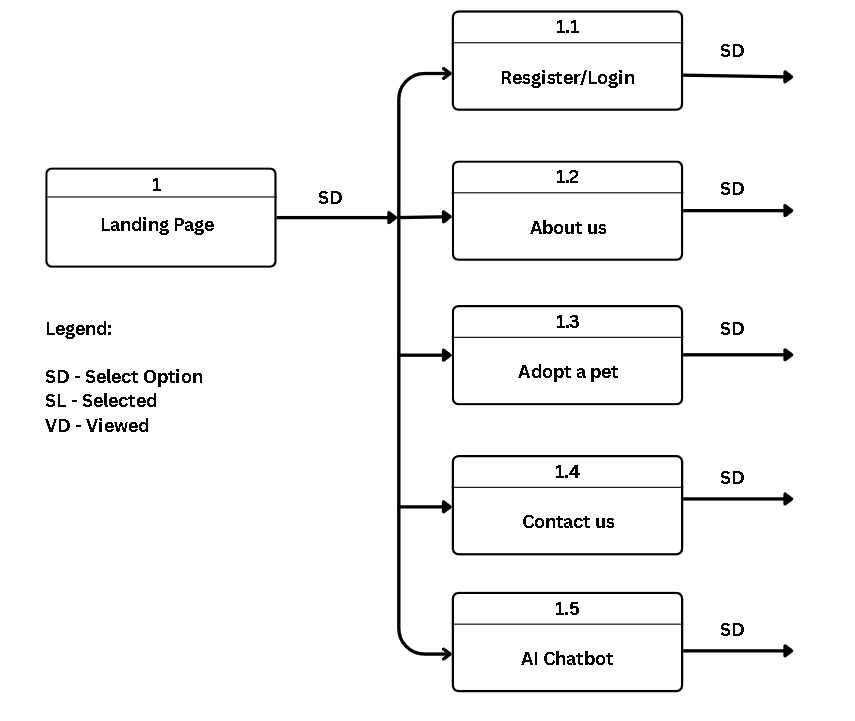 1.1
SD
Resgister/Login
1
SD
Landing Page
1.2
SD
About us
Legend:
SD - Select Option
SL - Selected
VD - Viewed
1.3
SD
Adopt a pet
1.4
SD
Contact us
1.5
SD
AI Chatbot